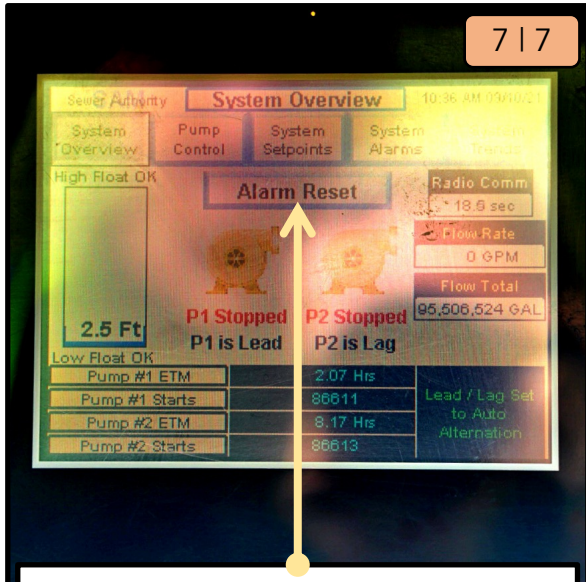 7|7
Sewer Authority System Overview 10:36 AM
System Overview Pump Control System Setpoints System Alarms Trends
High Float OK
Alarm Reset
Radio Comm
18.6 sec
Flow Rate
0 GPM
Flow Total
95,506,524 GAL
P1 Stopped P2 Stopped
2.5 Ft
P1 is Lead P2 is Lag
Low Float OK
Pump #1 ETM 2.07 Hrs
Pump #1 Starts 86611
Pump #2 ETM 8.17 Hrs
Pump #2 Starts 86613
Lead / Lag Set
to Auto
Alternation